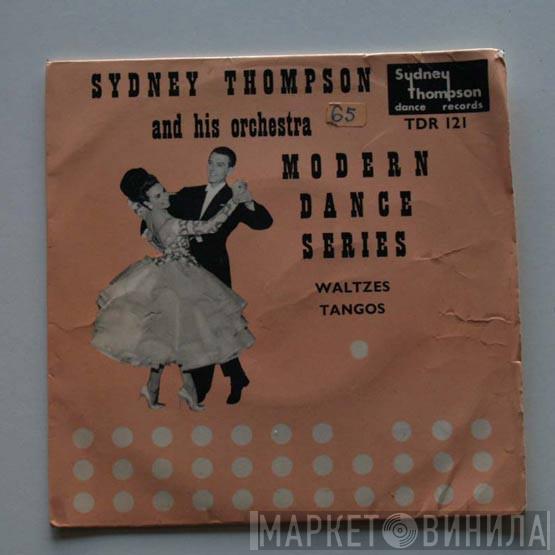 SYDNEY THOMPSON
and his orchestra
65
Sydney
Thompson
dance records
TDR 121
MODERN
DANCE
SERIES
WALTZES
TANGOS
МАРКЕТ ВИНИЛА